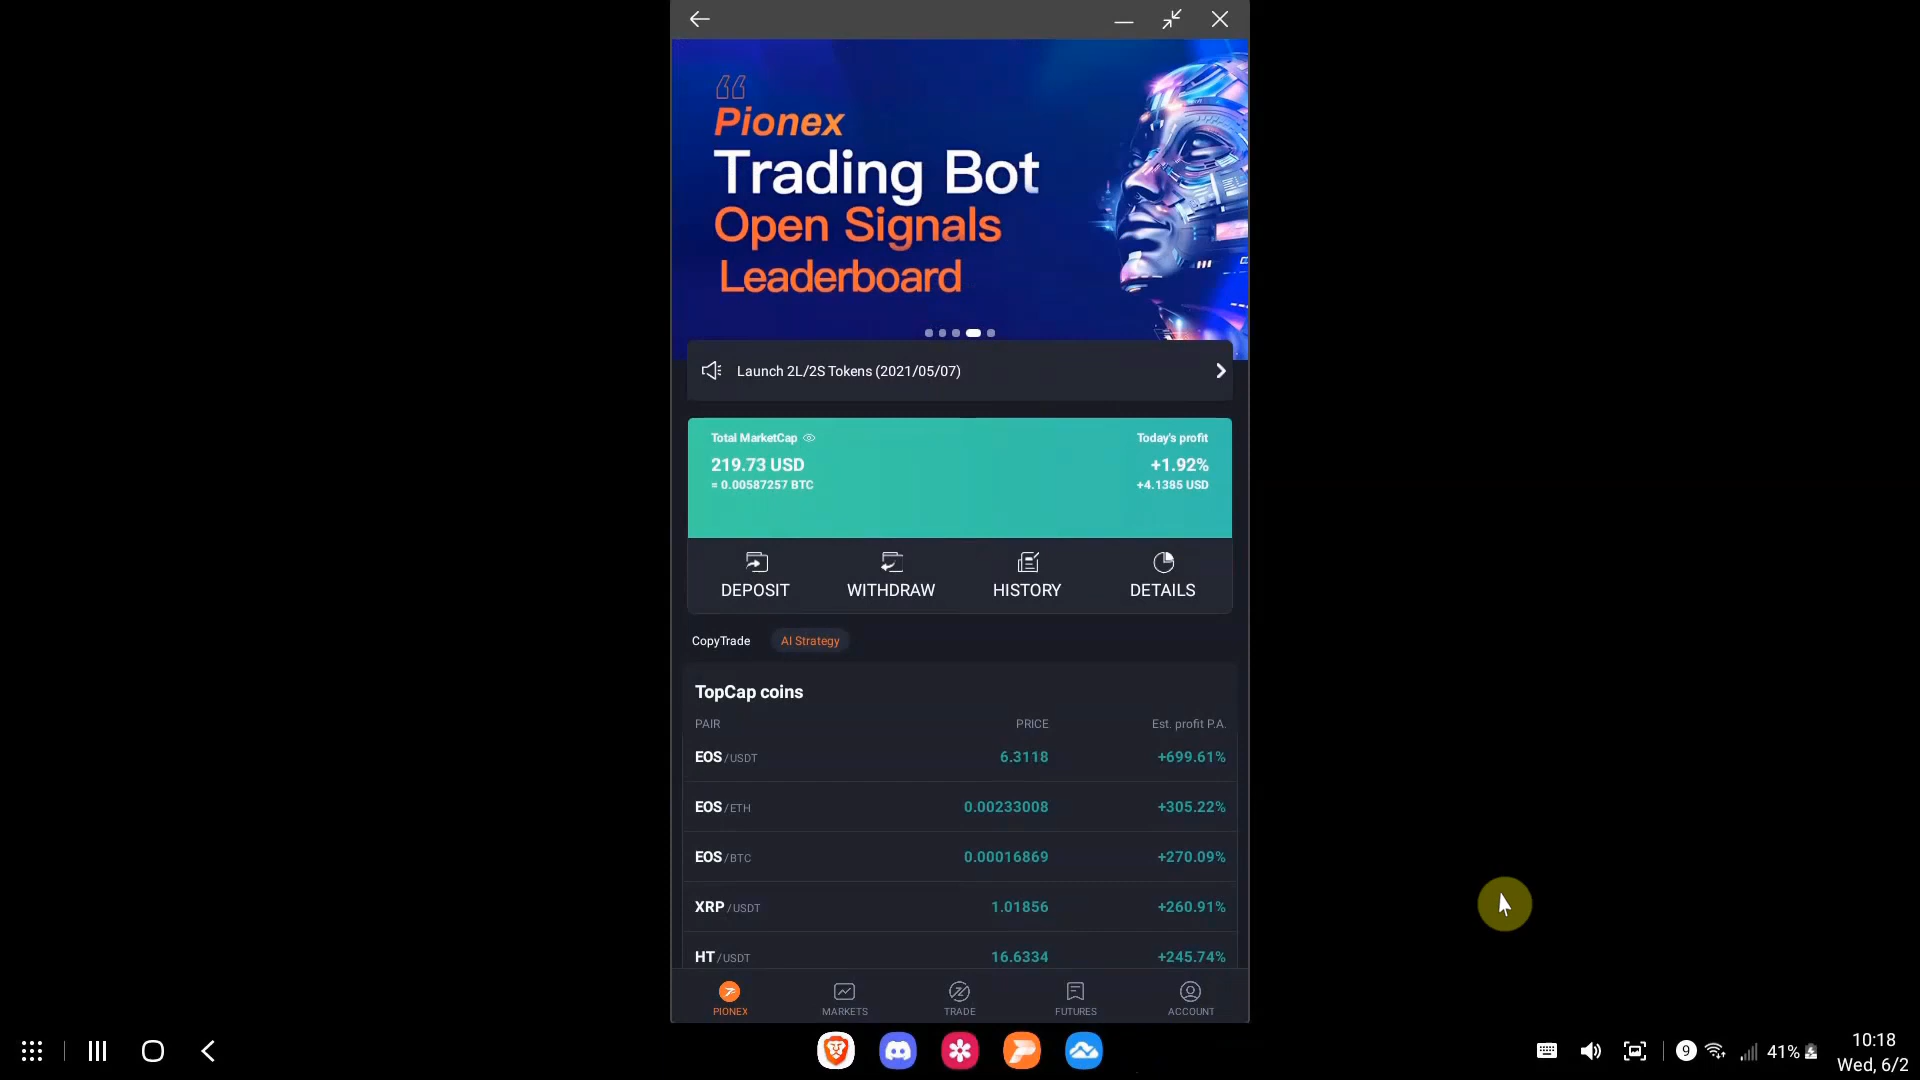 Pionex
Trading Bot
Open Signals
Leaderboard
Launch 2L/2S Tokens (2021/05/07)
Total MarketCap Today's profit
219.73 USD +1.92%
= 0.00587257 BTC +4.1385 USD
DEPOSIT WITHDRAW HISTORY DETAILS
CopyTrade AI Strategy
TopCap coins
PAIR PRICE Est. profit P.A.
EOS /USDT 6.3118 +699.61%
EOS /ETH 0.00233008 +305.22%
EOS /BTC 0.00016869 +270.09%
XRP /USDT 1.01856 +260.91%
HT /USDT 16.6334 +245.74%
PIONEX MARKETS TRADE FUTURES ACCOUNT
9 41% 10:18
Wed, 6/2